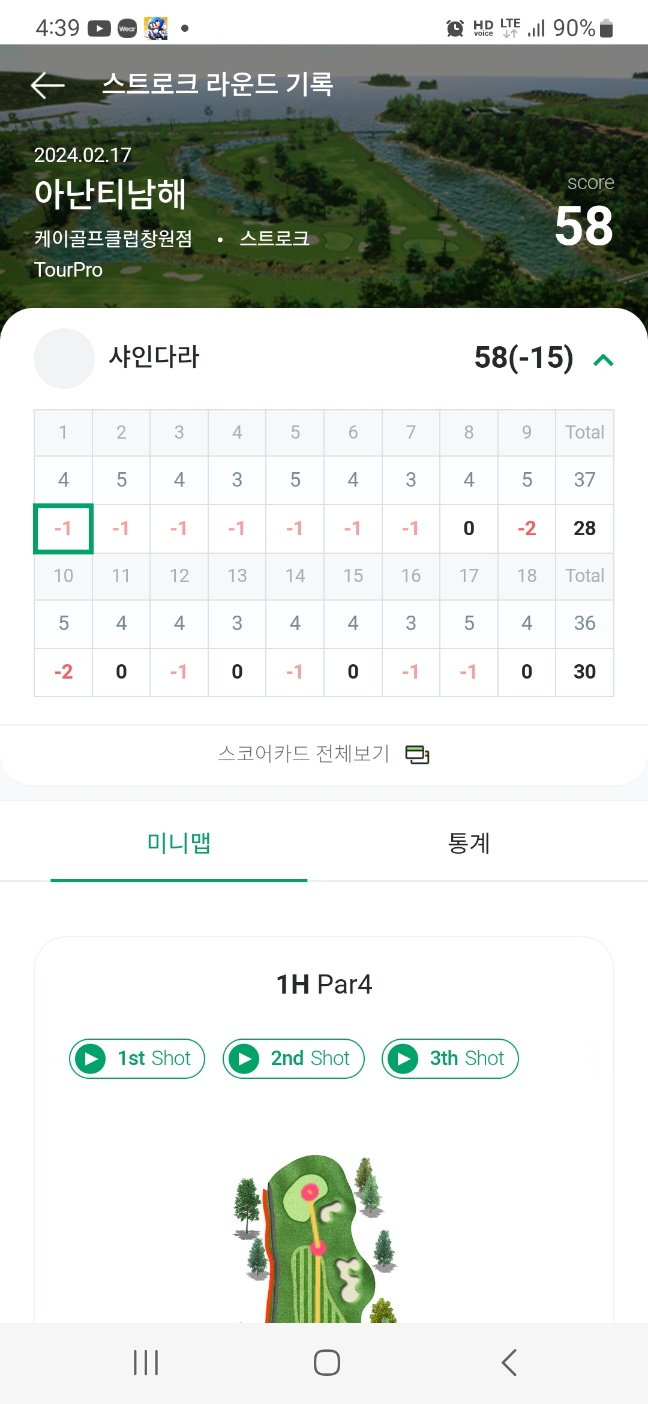 4:39 Wear HD voice LTE 90%
스트로크 라운드 기록
2024.02.17
아난티남해
score
58
케이골프클럽창원점 • 스트로크
TourPro
샤인다라 58(-15)
1 2 3 4 5 6 7 8 9 Total
4 5 4 3 5 4 3 4 5 37
-1 -1 -1 -1 -1 -1 -1 0 -2 28
10 11 12 13 14 15 16 17 18 Total
5 4 4 3 4 4 3 5 4 36
-2 0 -1 0 -1 0 -1 -1 0 30
스코어카드 전체보기
미니맵 통계
1H Par4
1st Shot 2nd Shot 3th Shot